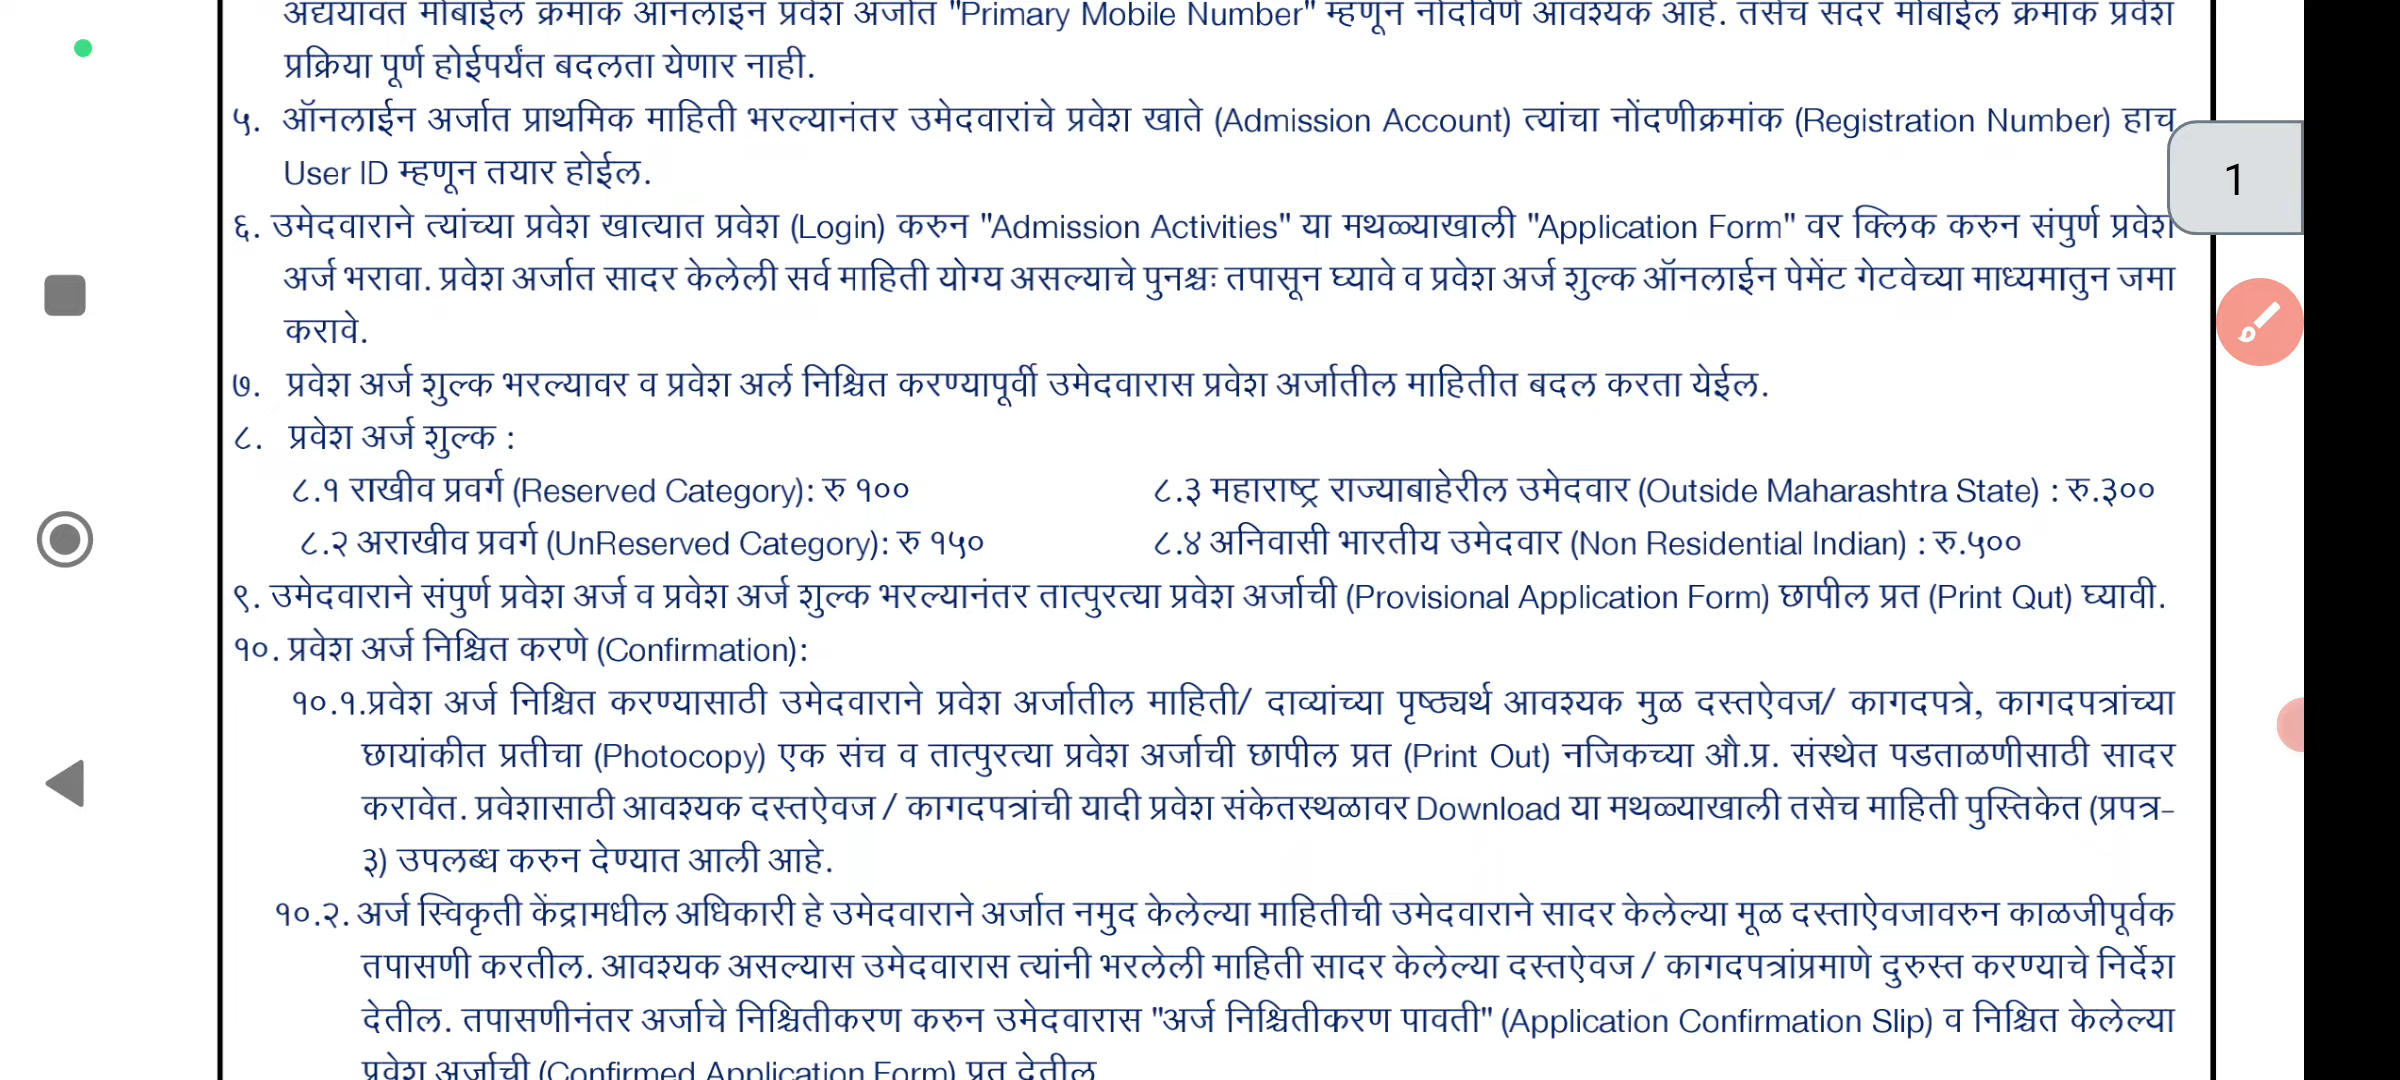 अद्ययावत मोबाईल क्रमांक ऑनलाईन प्रवेश अर्जात "Primary Mobile Number" म्हणून नोंदविणे आवश्यक आहे. तसेच सदर मोबाईल क्रमांक प्रवेश
प्रक्रिया पूर्ण होईपर्यंत बदलता येणार नाही.
५. ऑनलाईन अर्जात प्राथमिक माहिती भरल्यानंतर उमेदवारांचे प्रवेश खाते (Admission Account) त्यांचा नोंदणीक्रमांक (Registration Number) हाच
User ID म्हणून तयार होईल.
1
६. उमेदवाराने त्यांच्या प्रवेश खात्यात प्रवेश (Login) करुन "Admission Activities" या मथळ्याखाली "Application Form" वर क्लिक करुन संपुर्ण प्रवेश
अर्ज भरावा. प्रवेश अर्जात सादर केलेली सर्व माहिती योग्य असल्याचे पुनश्चः तपासून घ्यावे व प्रवेश अर्ज शुल्क ऑनलाईन पेमेंट गेटवेच्या माध्यमातुन जमा
करावे.
७. प्रवेश अर्ज शुल्क भरल्यावर व प्रवेश अर्ल निश्चित करण्यापूर्वी उमेदवारास प्रवेश अर्जातील माहितीत बदल करता येईल.
८. प्रवेश अर्ज शुल्क :
८.१ राखीव प्रवर्ग (Reserved Category): रु १०० ८.३ महाराष्ट्र राज्याबाहेरील उमेदवार (Outside Maharashtra State) : रु.३००
८.२ अराखीव प्रवर्ग (UnReserved Category): रु १५० ८.४ अनिवासी भारतीय उमेदवार (Non Residential Indian) : रु.५००
९. उमेदवाराने संपुर्ण प्रवेश अर्ज व प्रवेश अर्ज शुल्क भरल्यानंतर तात्पुरत्या प्रवेश अर्जाची (Provisional Application Form) छापील प्रत (Print Qut) घ्यावी.
१०. प्रवेश अर्ज निश्चित करणे (Confirmation):
१०.१.प्रवेश अर्ज निश्चित करण्यासाठी उमेदवाराने प्रवेश अर्जातील माहिती/ दाव्यांच्या पृष्ठ्यर्थ आवश्यक मुळ दस्तऐवज/ कागदपत्रे, कागदपत्रांच्या
छायांकीत प्रतीचा (Photocopy) एक संच व तात्पुरत्या प्रवेश अर्जाची छापील प्रत (Print Out) नजिकच्या औ.प्र. संस्थेत पडताळणीसाठी सादर
करावेत. प्रवेशासाठी आवश्यक दस्तऐवज / कागदपत्रांची यादी प्रवेश संकेतस्थळावर Download या मथळ्याखाली तसेच माहिती पुस्तिकेत (प्रपत्र-
३) उपलब्ध करुन देण्यात आली आहे.
१०.२. अर्ज स्विकृती केंद्रामधील अधिकारी हे उमेदवाराने अर्जात नमुद केलेल्या माहितीची उमेदवाराने सादर केलेल्या मूळ दस्ताऐवजावरुन काळजीपूर्वक
तपासणी करतील. आवश्यक असल्यास उमेदवारास त्यांनी भरलेली माहिती सादर केलेल्या दस्तऐवज / कागदपत्रांप्रमाणे दुरुस्त करण्याचे निर्देश
देतील. तपासणीनंतर अर्जाचे निश्चितीकरण करुन उमेदवारास "अर्ज निश्चितीकरण पावती" (Application Confirmation Slip) व निश्चित केलेल्या
प्रवेश अर्जाची (Confirmed Application Form) प्रत देतील